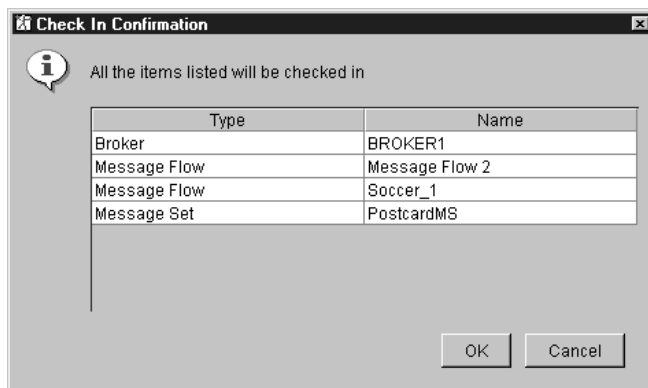 Check In Confirmation
All the items listed will be checked in
Type Name
Broker BROKER1
Message Flow Message Flow 2
Message Flow Soccer_1
Message Set PostcardMS
OK Cancel